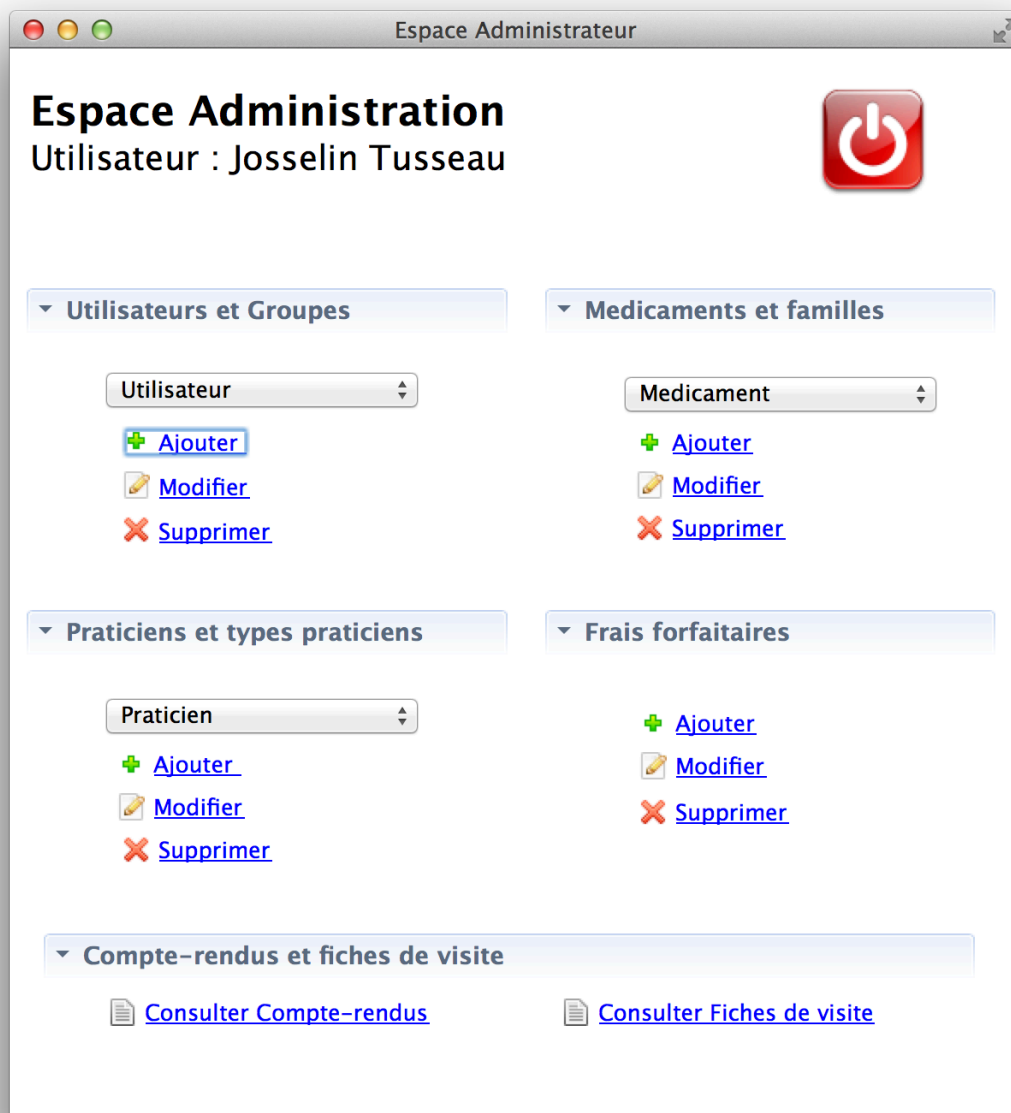 Espace Administrateur
Espace Administration
Utilisateur : Josselin Tusseau
Utilisateurs et Groupes
Utilisateur
Ajouter
Modifier
Supprimer
Medicaments et familles
Medicament
Ajouter
Modifier
Supprimer
Praticiens et types praticiens
Praticien
Ajouter
Modifier
Supprimer
Frais forfaitaires
Ajouter
Modifier
Supprimer
Compte-rendus et fiches de visite
Consulter Compte-rendus
Consulter Fiches de visite